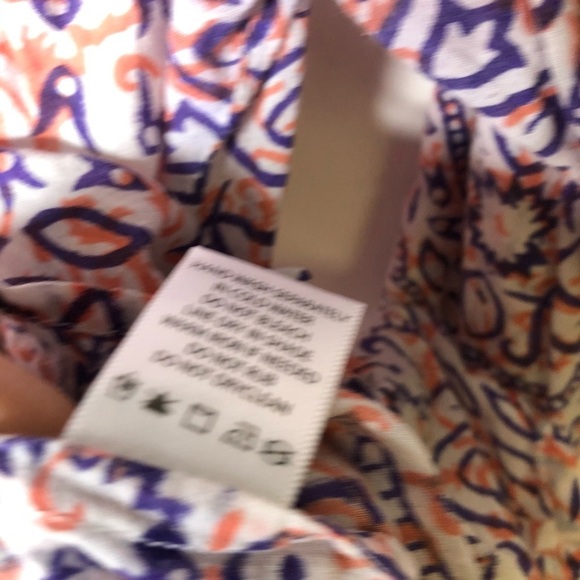 HAND WASH SEPARATELY
IN COLD WATER
DO NOT BLEACH
LINE DRY IN SHADE
WARM IRON IF NEEDED
DO NOT RUB
DO NOT DRYCLEAN